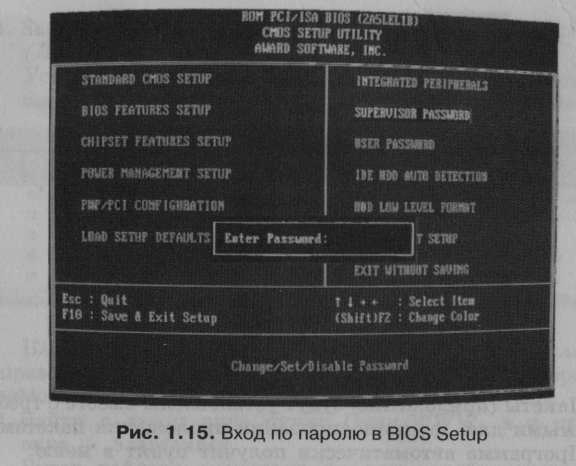 ROM PCI/ISA BIOS (2A5LEL1B)
CMOS SETUP UTILITY
AWARD SOFTWARE, INC.
STANDARD CMOS SETUP
BIOS FEATURES SETUP
CHIPSET FEATURES SETUP
POWER MANAGEMENT SETUP
PNP/PCI CONFIGURATION
LOAD SETUP DEFAULTS
INTEGRATED PERIPHERALS
SUPERVISOR PASSWORD
USER PASSWORD
IDE HDD AUTO DETECTION
HDD LOW LEVEL FORMAT
T SETUP
EXIT WITHOUT SAVING
Enter Password:
Esc : Quit
F10 : Save & Exit Setup
↑ ↓ ← → : Select Item
(Shift)F2 : Change Color
Change/Set/Disable Password
Рис. 1.15. Вход по паролю в BIOS Setup